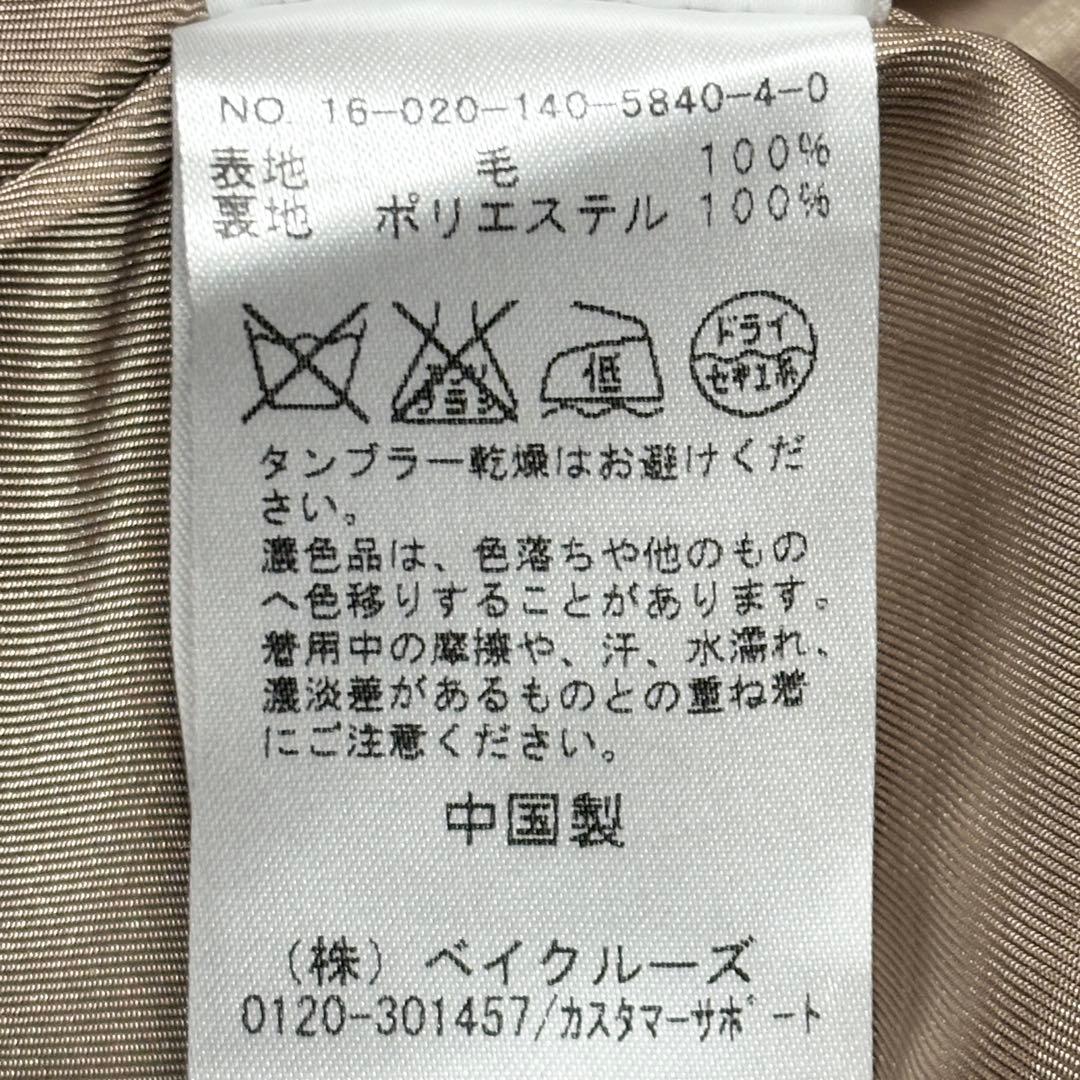 NO. 16-020-140-5840-4-0
表地 毛 100%
裏地 ポリエステル 100%
エンソサラシ
低
ドライ
セキユ系
タンブラー乾燥はお避けくだ
さい。
濃色品は、色落ちや他のもの
へ色移りすることがあります。
着用中の摩擦や、汗、水濡れ、
濃淡差があるものとの重ね着
にご注意ください。
中国製
(株)ベイクルーズ
0120-301457/カスタマーサポート